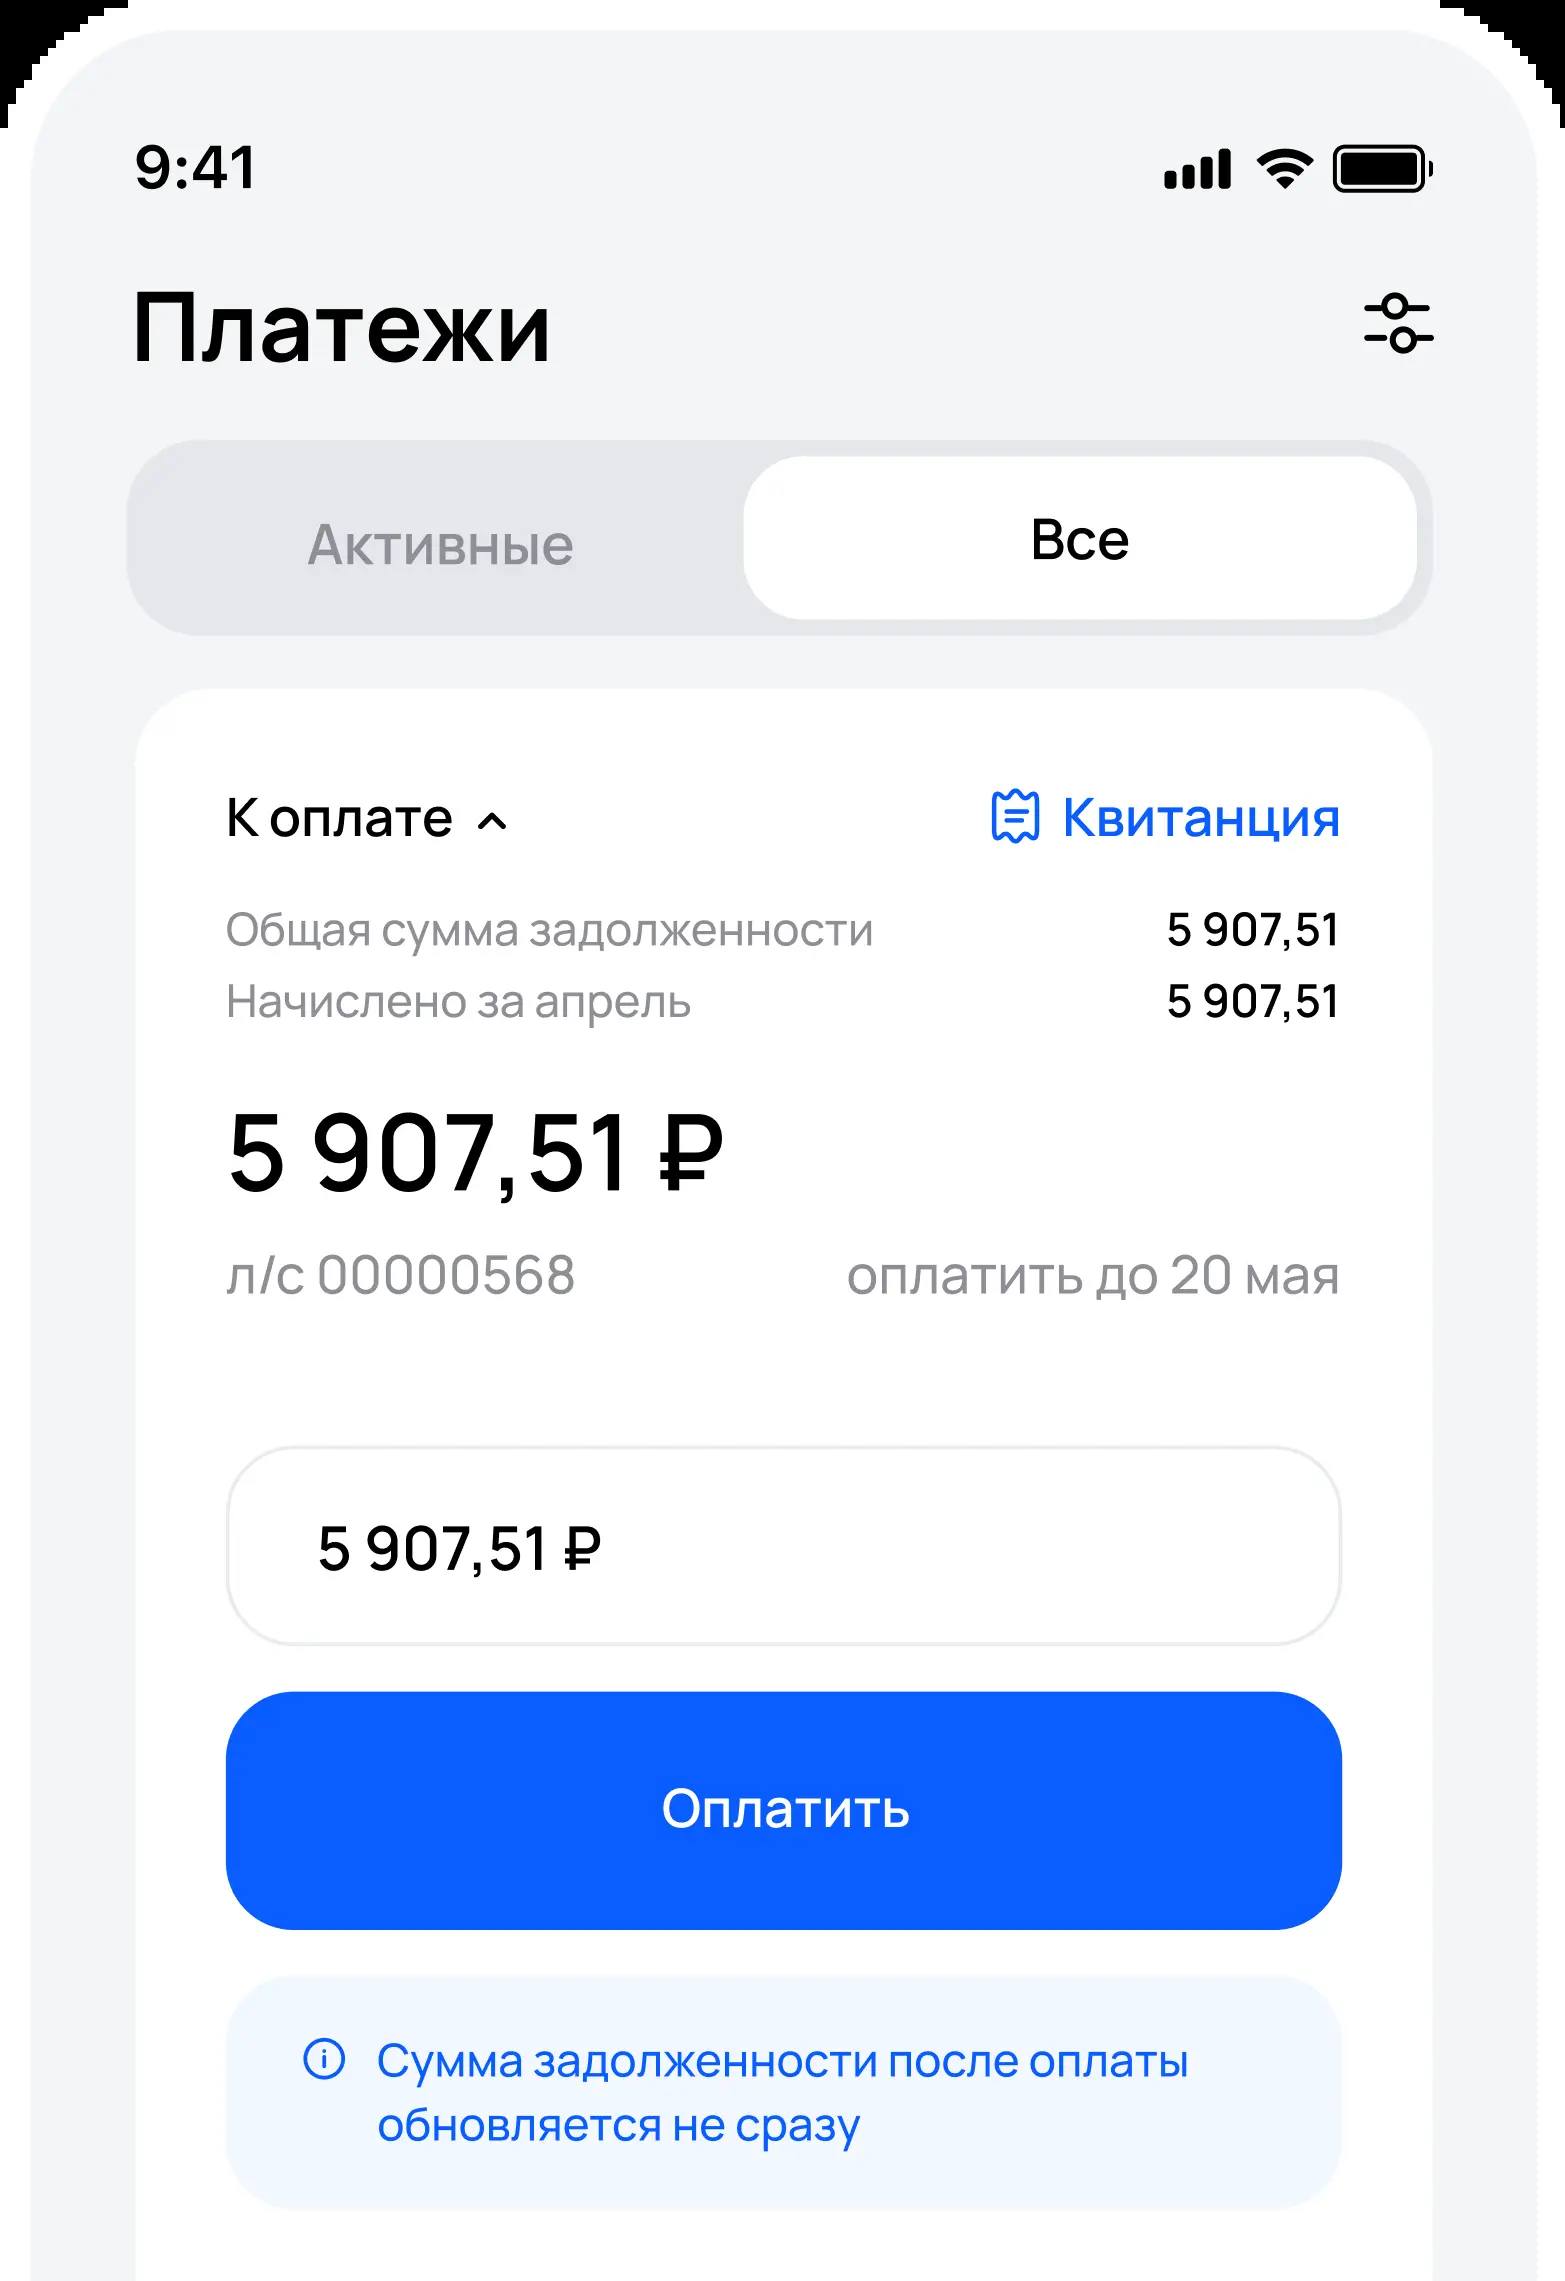 9:41
Платежи
Активные
Все
К оплате
Квитанция
Общая сумма задолженности 5 907,51
Начислено за апрель 5 907,51
5 907,51 ₽
л/с 00000568
оплатить до 20 мая
5 907,51 ₽
Оплатить
Сумма задолженности после оплаты
обновляется не сразу